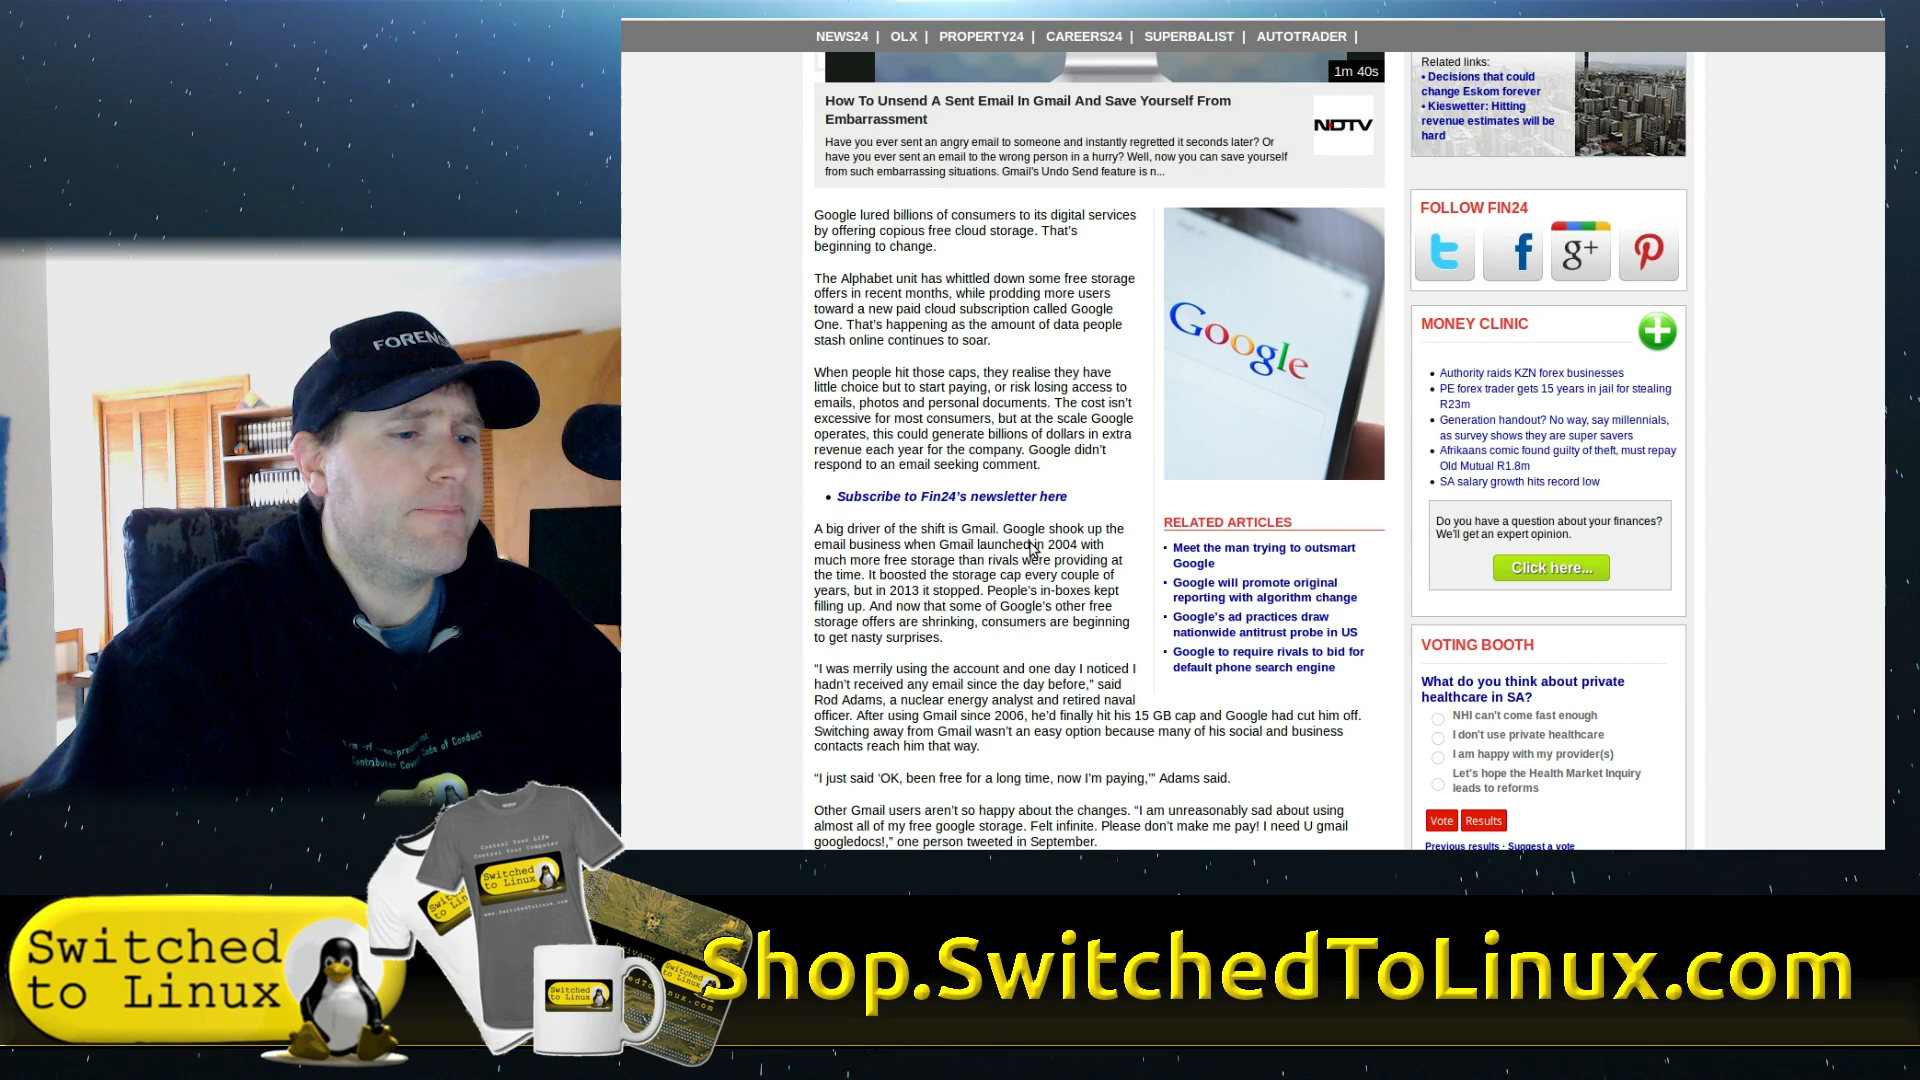 NEWS24 | OLX | PROPERTY24 | CAREERS24 | SUPERBALIST | AUTOTRADER |
1m 40s
How To Unsend A Sent Email In Gmail And Save Yourself From
Embarrassment
Have you ever sent an angry email to someone and instantly regretted it seconds later? Or
have you ever sent an email to the wrong person in a hurry? Well, now you can save yourself
from such embarrassing situations. Gmail's Undo Send feature is n...
NDTV
Google lured billions of consumers to its digital services
by offering copious free cloud storage. That's
beginning to change.
The Alphabet unit has whittled down some free storage
offers in recent months, while prodding more users
toward a new paid cloud subscription called Google
One. That's happening as the amount of data people
stash online continues to soar.
When people hit those caps, they realise they have
little choice but to start paying, or risk losing access to
emails, photos and personal documents. The cost isn't
excessive for most consumers, but at the scale Google
operates, this could generate billions of dollars in extra
revenue each year for the company. Google didn't
respond to an email seeking comment.
• Subscribe to Fin24's newsletter here
A big driver of the shift is Gmail. Google shook up the
email business when Gmail launched in 2004 with
much more free storage than rivals were providing at
the time. It boosted the storage cap every couple of
years, but in 2013 it stopped. People's in-boxes kept
filling up. And now that some of Google's other free
storage offers are shrinking, consumers are beginning
to get nasty surprises.
“I was merrily using the account and one day I noticed I
hadn't received any email since the day before,” said
Rod Adams, a nuclear energy analyst and retired naval
officer. After using Gmail since 2006, he'd finally hit his 15 GB cap and Google had cut him off.
Switching away from Gmail wasn't an easy option because many of his social and business
contacts reach him that way.
“I just said ‘OK, been free for a long time, now I'm paying,’” Adams said.
Other Gmail users aren't so happy about the changes. “I am unreasonably sad about using
almost all of my free google storage. Felt infinite. Please don't make me pay! I need U gmail
googledocs!,” one person tweeted in September.
Google
RELATED ARTICLES
Meet the man trying to outsmart
Google
Google will promote original
reporting with algorithm change
Google's ad practices draw
nationwide antitrust probe in US
Google to require rivals to bid for
default phone search engine
Related links:
• Decisions that could
change Eskom forever
• Kieswetter: Hitting
revenue estimates will be
hard
FOLLOW FIN24
g+
MONEY CLINIC
• Authority raids KZN forex businesses
• PE forex trader gets 15 years in jail for stealing
R23m
• Generation handout? No way, say millennials,
as survey shows they are super savers
• Afrikaans comic found guilty of theft, must repay
Old Mutual R1.8m
• SA salary growth hits record low
Do you have a question about your finances?
We'll get an expert opinion.
Click here...
VOTING BOOTH
What do you think about private
healthcare in SA?
NHI can't come fast enough
I don't use private healthcare
I am happy with my provider(s)
Let's hope the Health Market Inquiry
leads to reforms
Vote Results
Previous results - Suggest a vote
Code of Conduct
Control Your Life
Control Your Computer
Switched
to Linux
www.SwitchedToLinux.com
Switched
to Linux
Switched
to Linux
Switched
to Linux
Shop.SwitchedToLinux.com